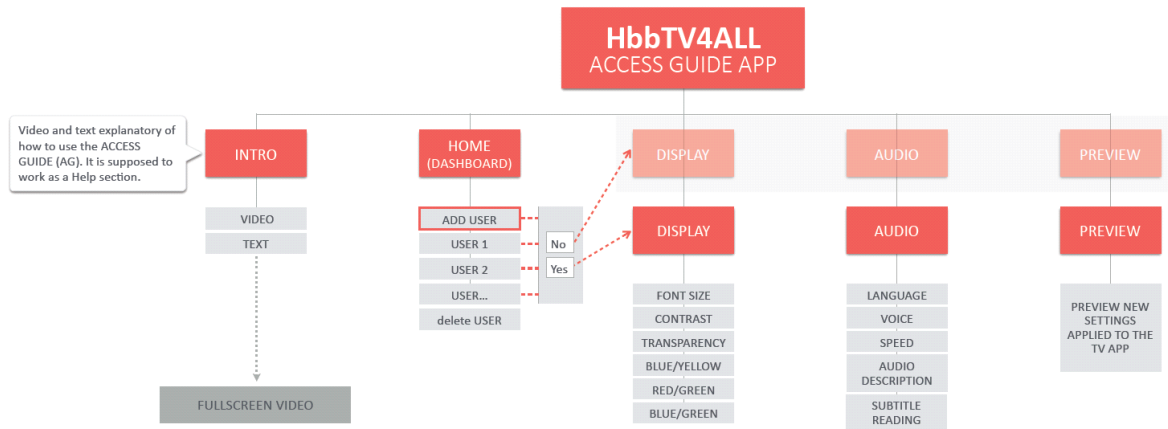 HbbTV4ALL
ACCESS GUIDE APP
Video and text explanatory of
how to use the ACCESS
GUIDE (AG). It is supposed to
work as a Help section.
INTRO
HOME
(DASHBOARD)
DISPLAY
AUDIO
PREVIEW
VIDEO
TEXT
FULLSCREEN VIDEO
ADD USER
USER 1
USER 2
USER...
delete USER
No
Yes
DISPLAY
FONT SIZE
CONTRAST
TRANSPARENCY
BLUE/YELLOW
RED/GREEN
BLUE/GREEN
AUDIO
LANGUAGE
VOICE
SPEED
AUDIO
DESCRIPTION
SUBTITLE
READING
PREVIEW
PREVIEW NEW
SETTINGS
APPLIED TO THE
TV APP